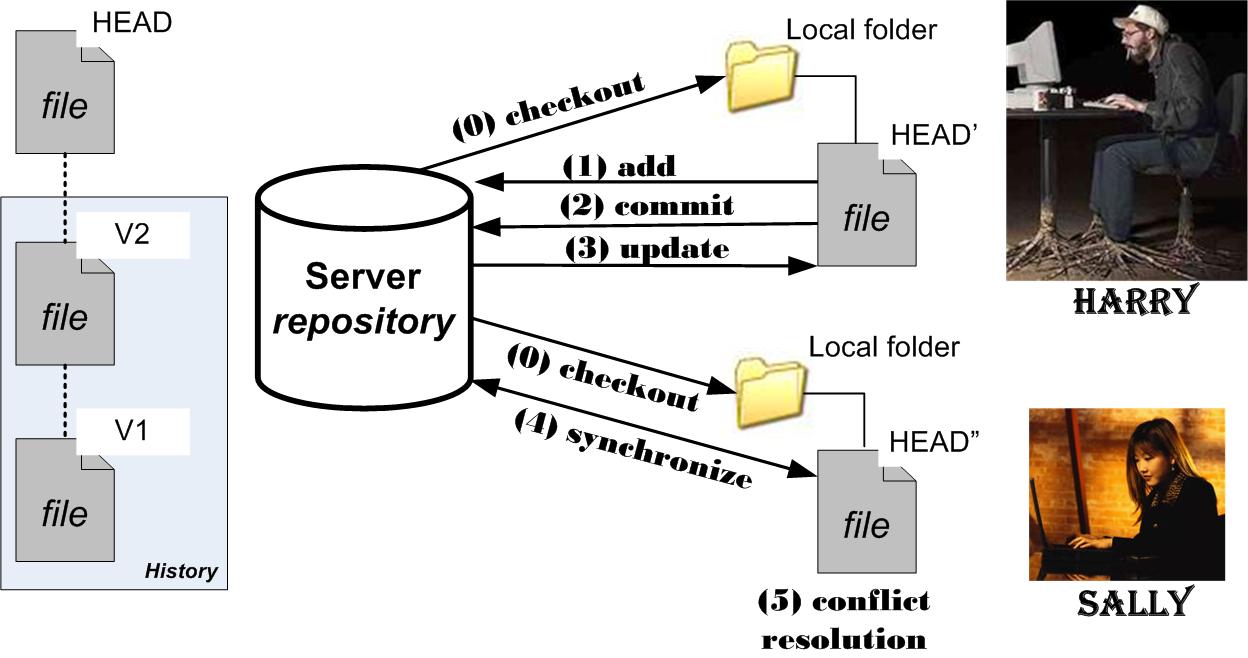 HEAD
file
V2
file
V1
file
History
Server
repository
(0) checkout
Local folder
HEAD’
(1) add
(2) commit
(3) update
file
HARRY
(0) checkout
Local folder
(4) synchronize
HEAD”
file
(5) conflict
resolution
SALLY